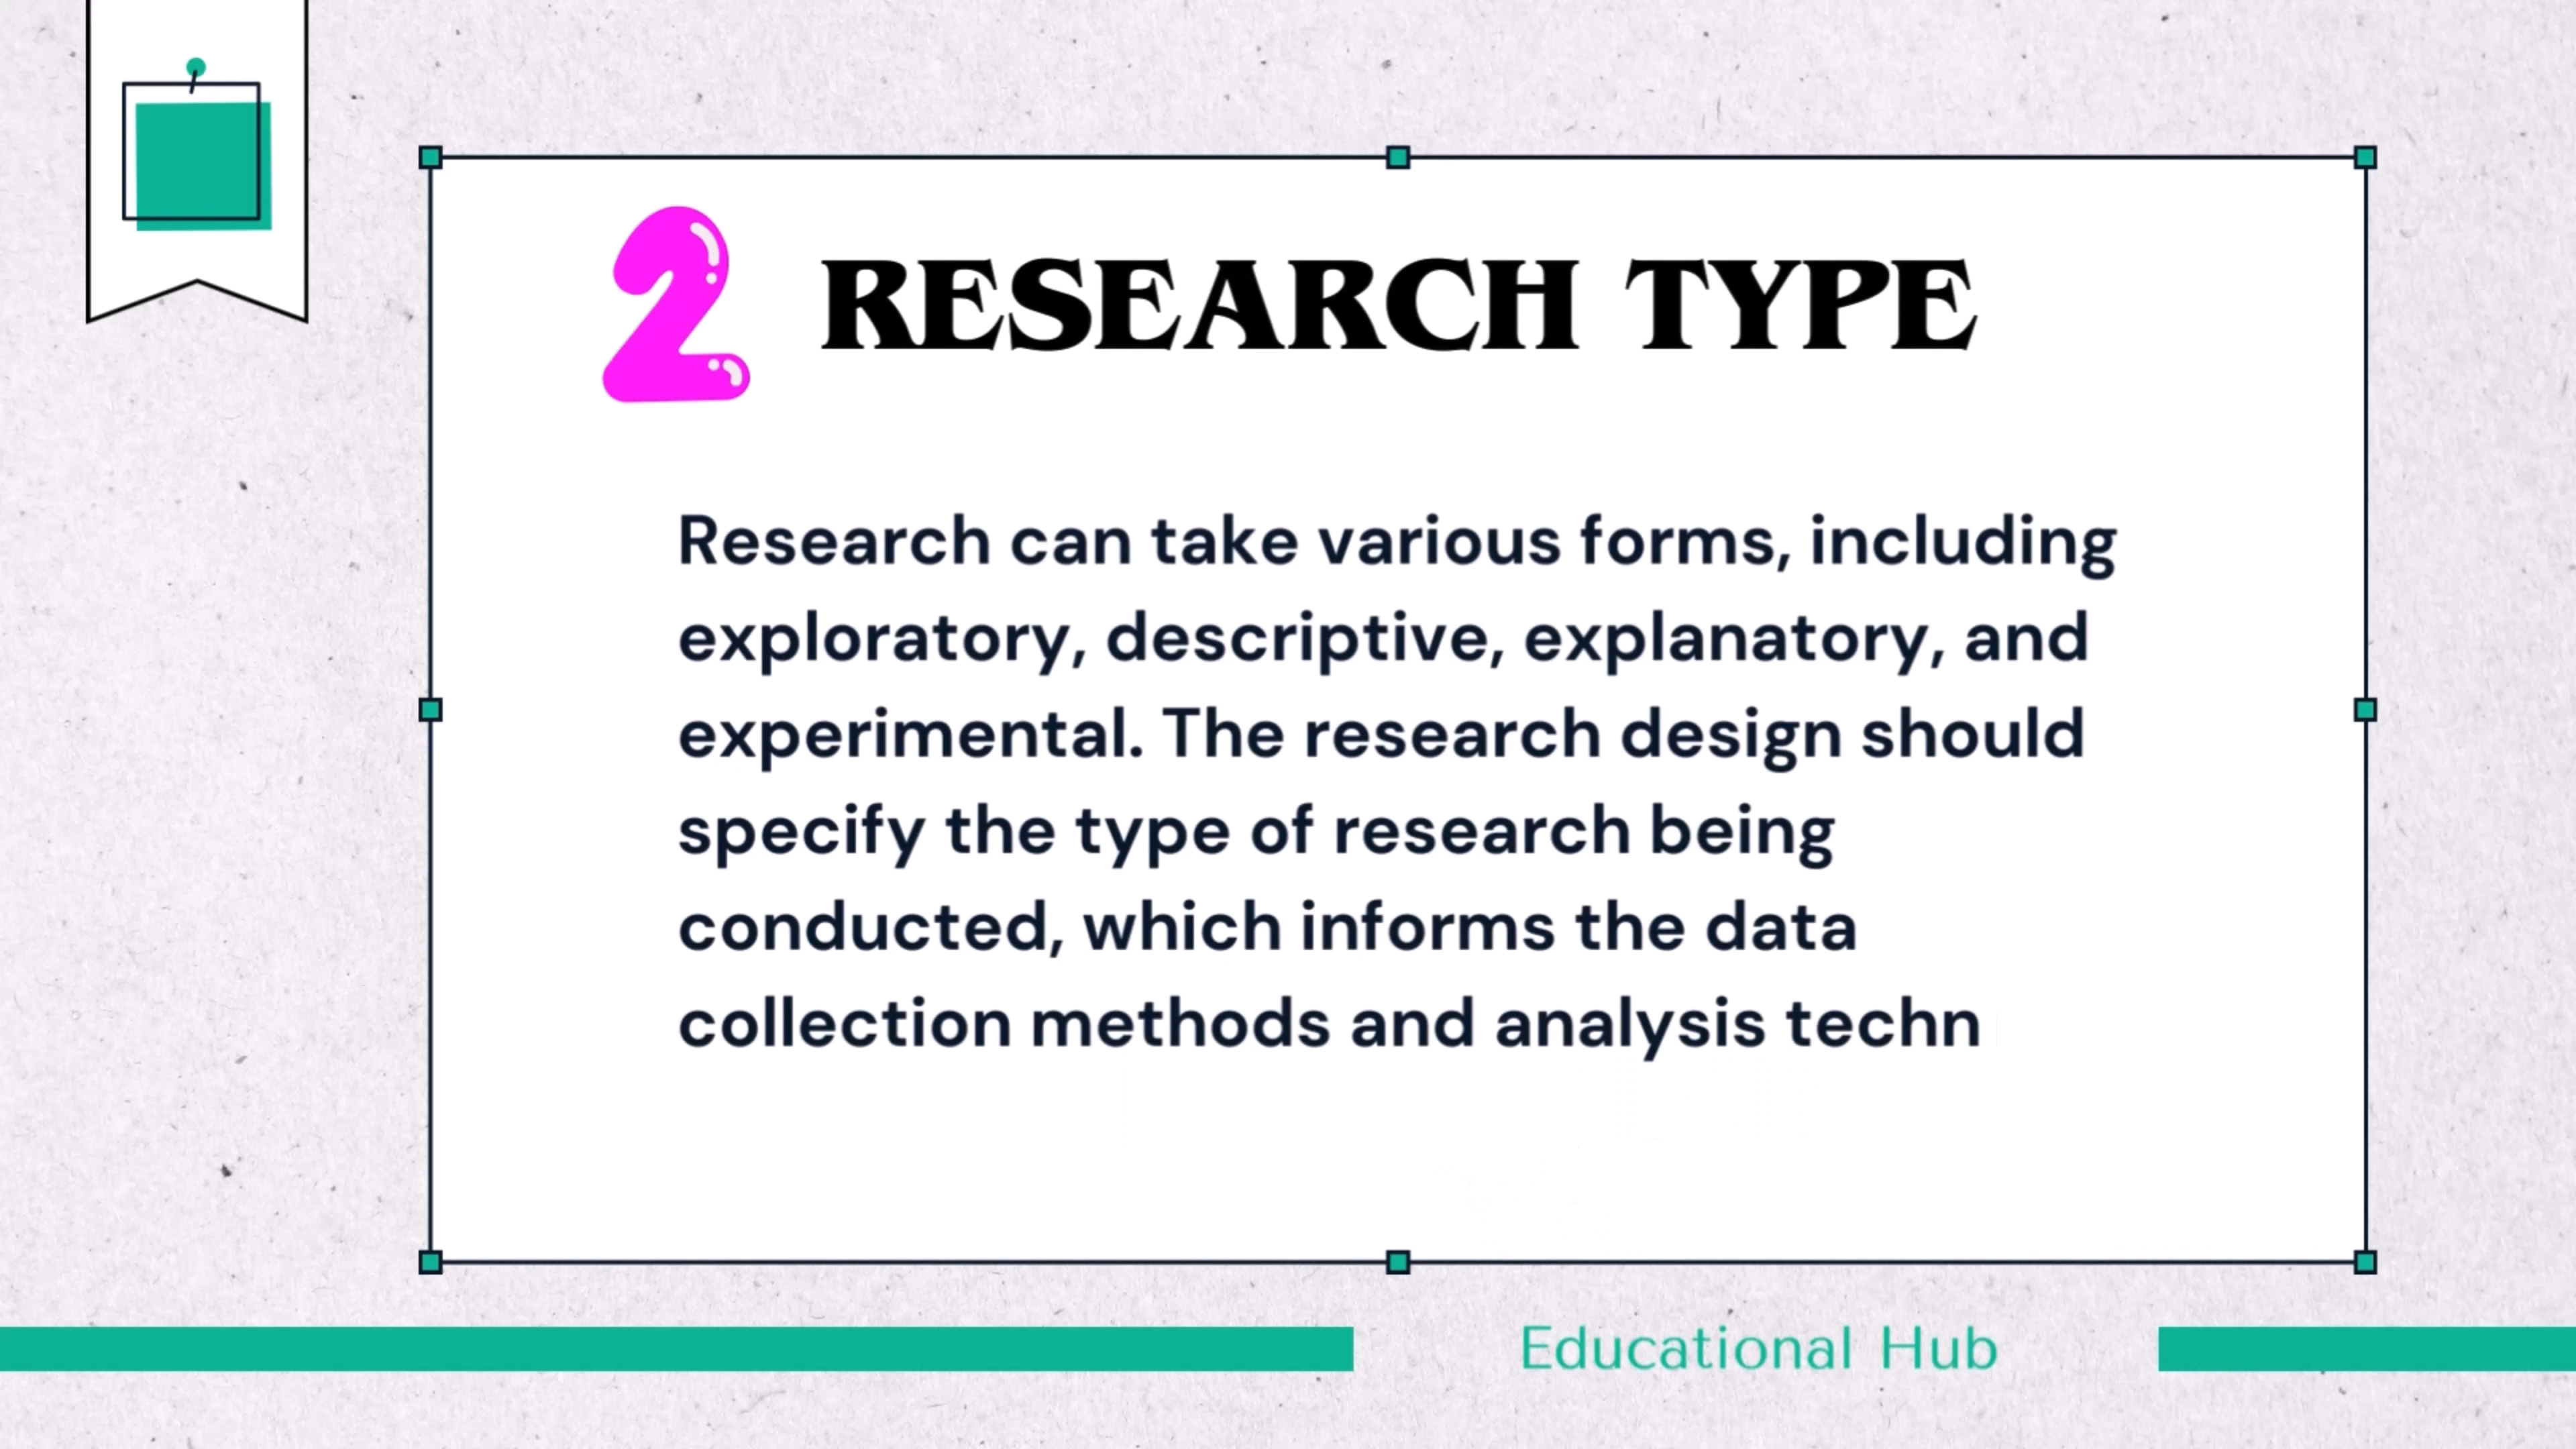 2 RESEARCH TYPE
Research can take various forms, including
exploratory, descriptive, explanatory, and
experimental. The research design should
specify the type of research being
conducted, which informs the data
collection methods and analysis techn
Educational Hub